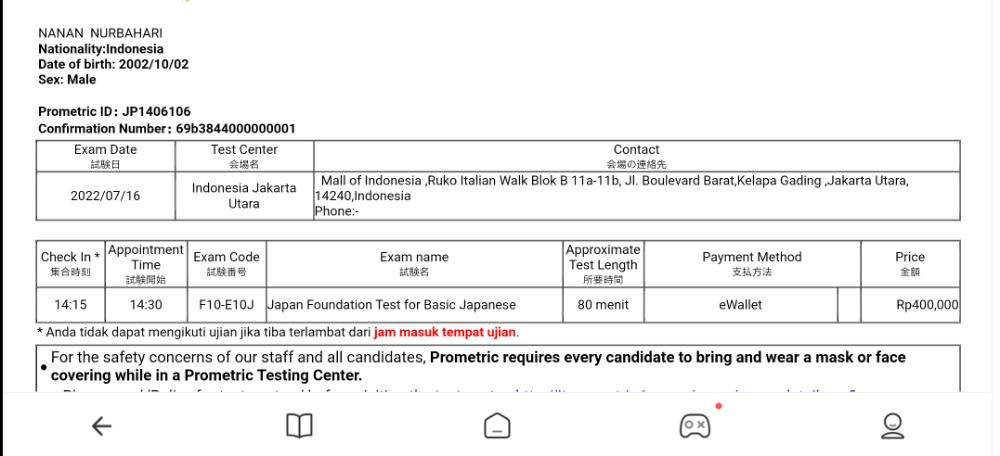 NANAN NURBAHARI
Nationality:Indonesia
Date of birth: 2002/10/02
Sex: Male
Prometric ID: JP1406106
Confirmation Number: 69b3844000000001
Exam Date Test Center Contact
試験日 会場名 会場の連絡先
2022/07/16
Indonesia Jakarta
Utara
Mall of Indonesia ,Ruko Italian Walk Blok B 11a-11b, Jl. Boulevard Barat,Kelapa Gading ,Jakarta Utara,
14240,Indonesia
Phone:-
Check In *
集合時刻
Appointment
Time
試験開始
Exam Code
試験番号
Exam name
試験名
Approximate
Test Length
所要時間
Payment Method
支払方法
Price
金額
14:15 14:30 F10-E10J Japan Foundation Test for Basic Japanese 80 menit eWallet Rp400,000
* Anda tidak dapat mengikuti ujian jika tiba terlambat dari jam masuk tempat ujian.
• For the safety concerns of our staff and all candidates, Prometric requires every candidate to bring and wear a mask or face
covering while in a Prometric Testing Center.